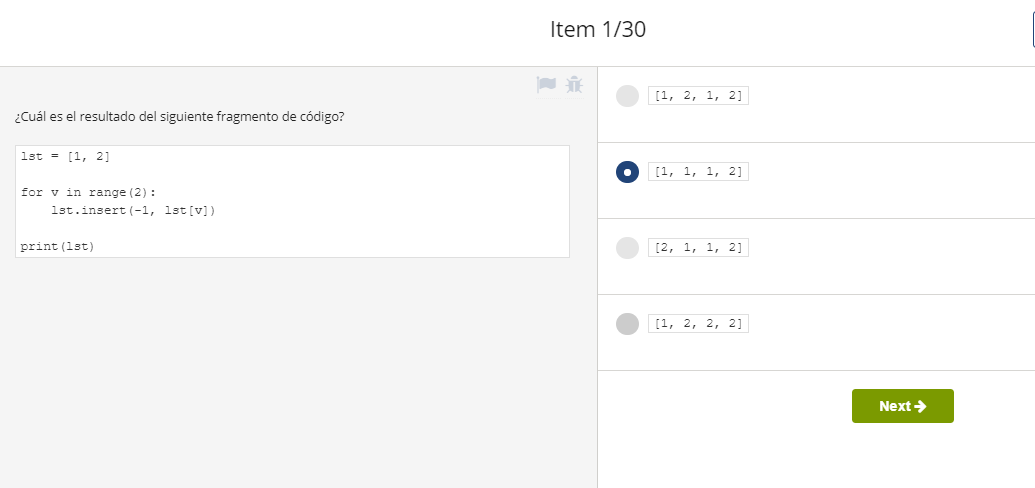 Item 1/30
¿Cuál es el resultado del siguiente fragmento de código?
lst = [1, 2]
for v in range(2):
    lst.insert(-1, lst[v])
print(lst)
[1, 2, 1, 2]
[1, 1, 1, 2]
[2, 1, 1, 2]
[1, 2, 2, 2]
Next